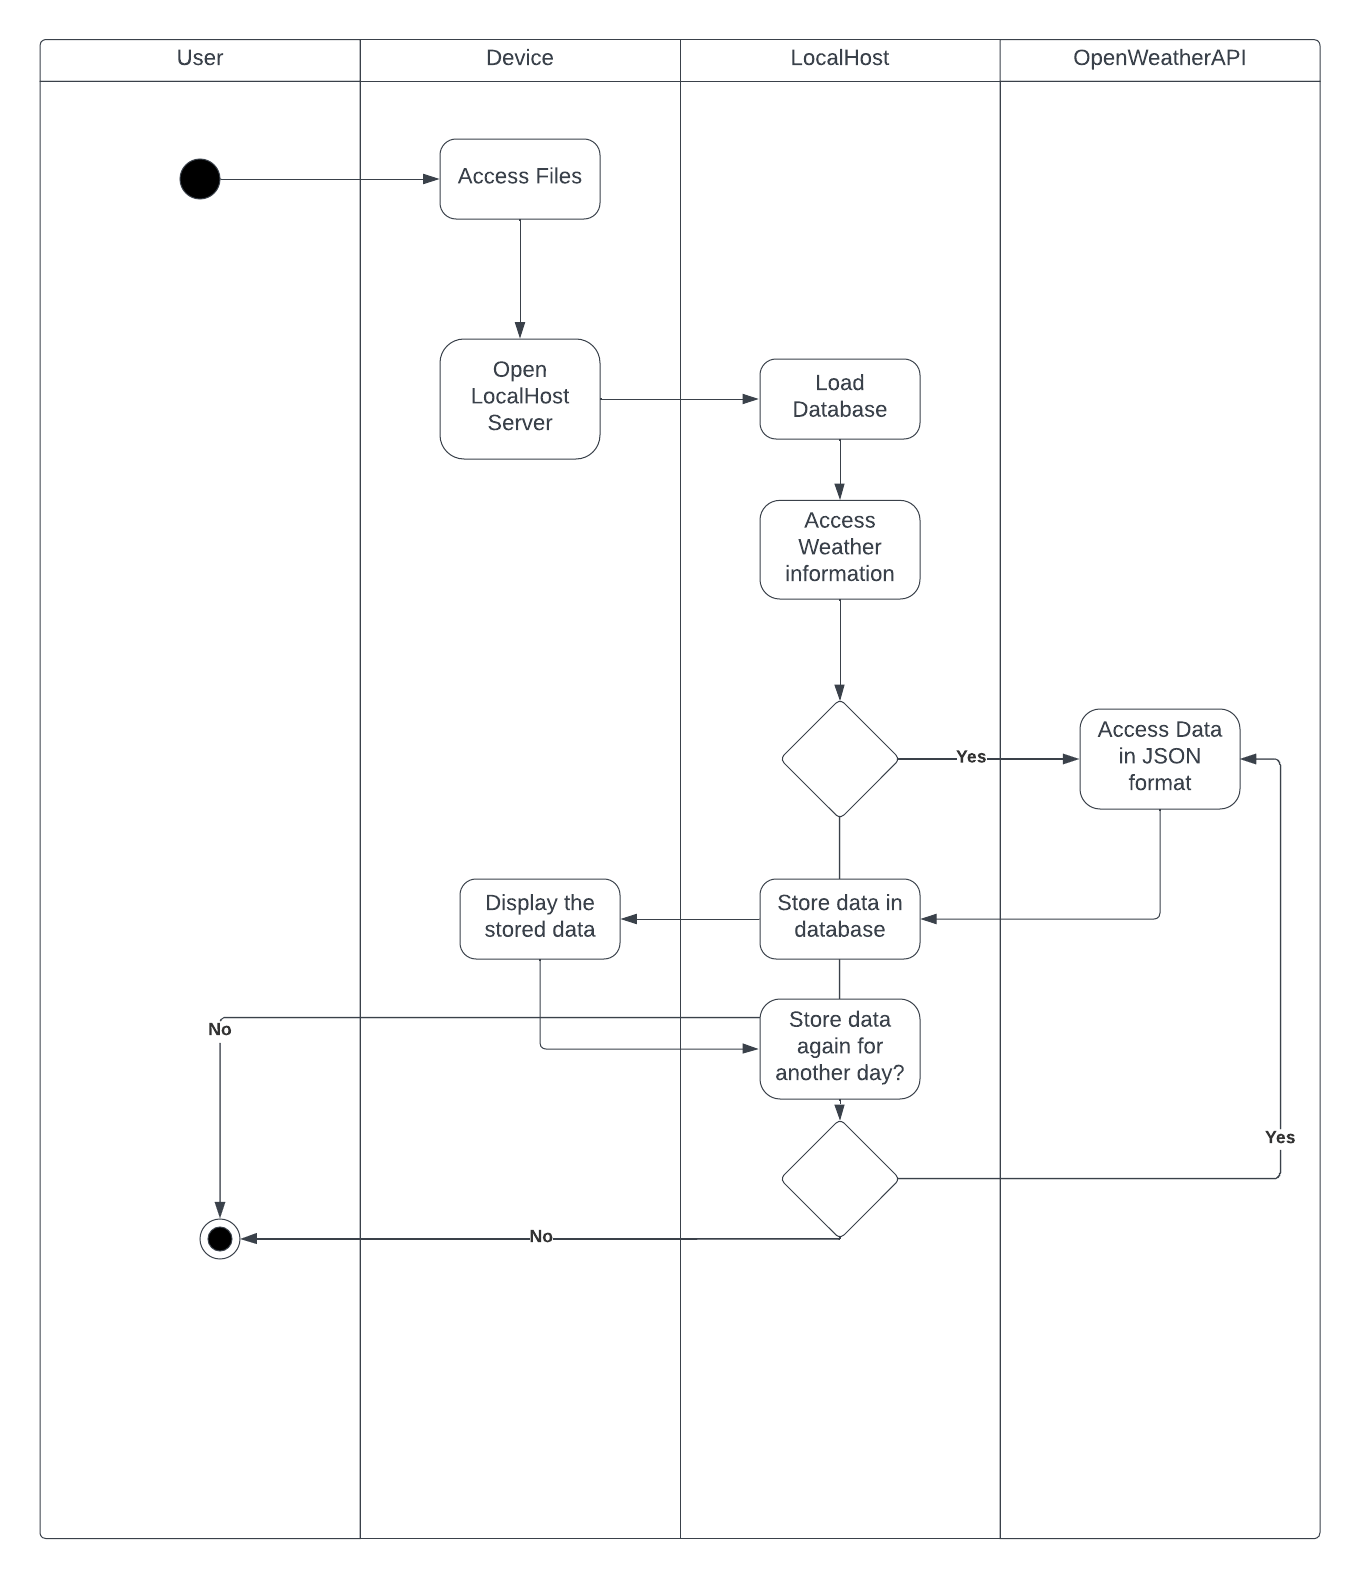 User
Device
LocalHost
OpenWeatherAPI
Access Files
Open
LocalHost
Server
Load
Database
Access
Weather
information
Yes
Access Data
in JSON
format
Display the
stored data
Store data in
database
No
Store data
again for
another day?
Yes
No